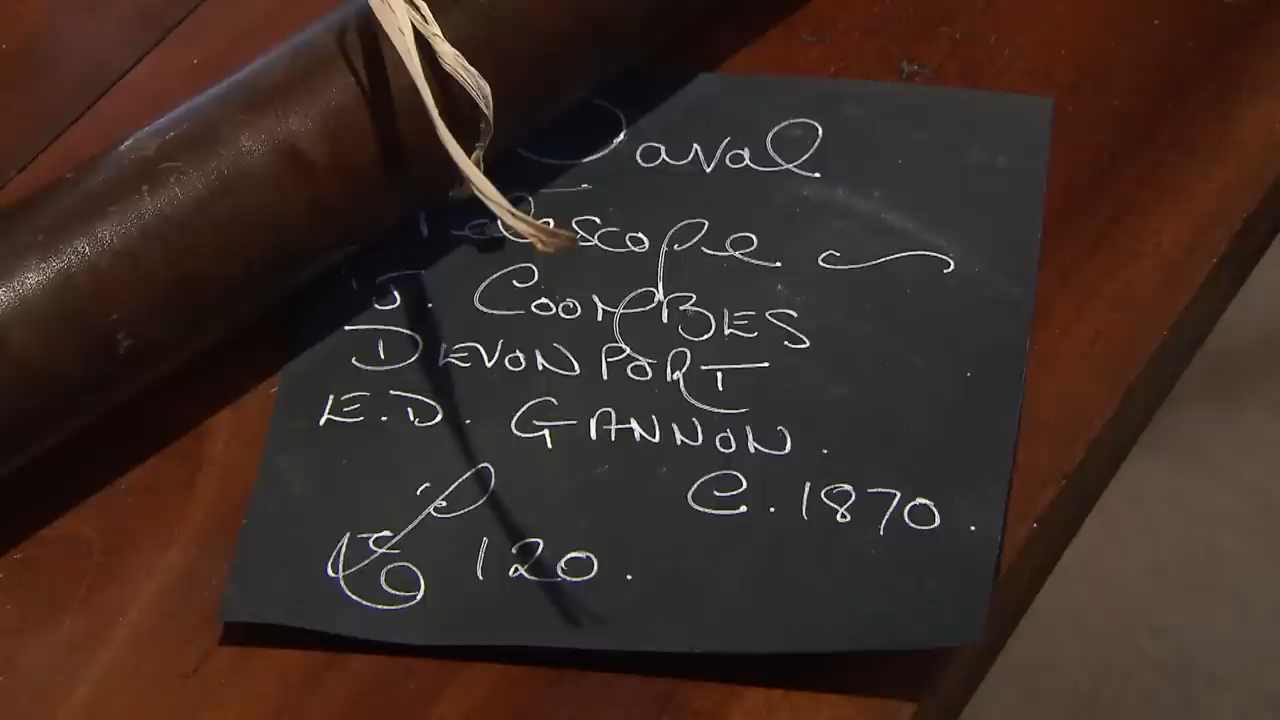 Naval
Telescope
J. COOMBES
DEVONPORT
E.D. GANNON.
C. 1870.
£ 120.